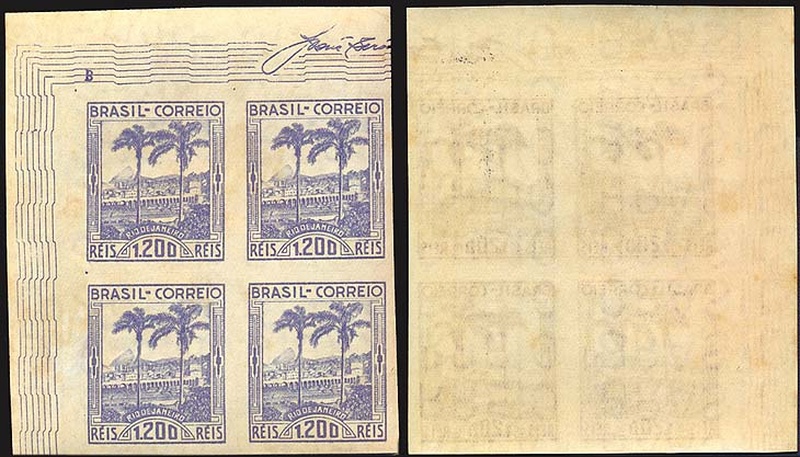 B
BRASIL-CORREIO BRASIL-CORREIO
RIO DE JANEIRO RIO DE JANEIRO
RÉIS 1.200 RÉIS RÉIS 1.200 RÉIS
BRASIL-CORREIO BRASIL-CORREIO
RIO DE JANEIRO RIO DE JANEIRO
RÉIS 1.200 RÉIS RÉIS 1.200 RÉIS